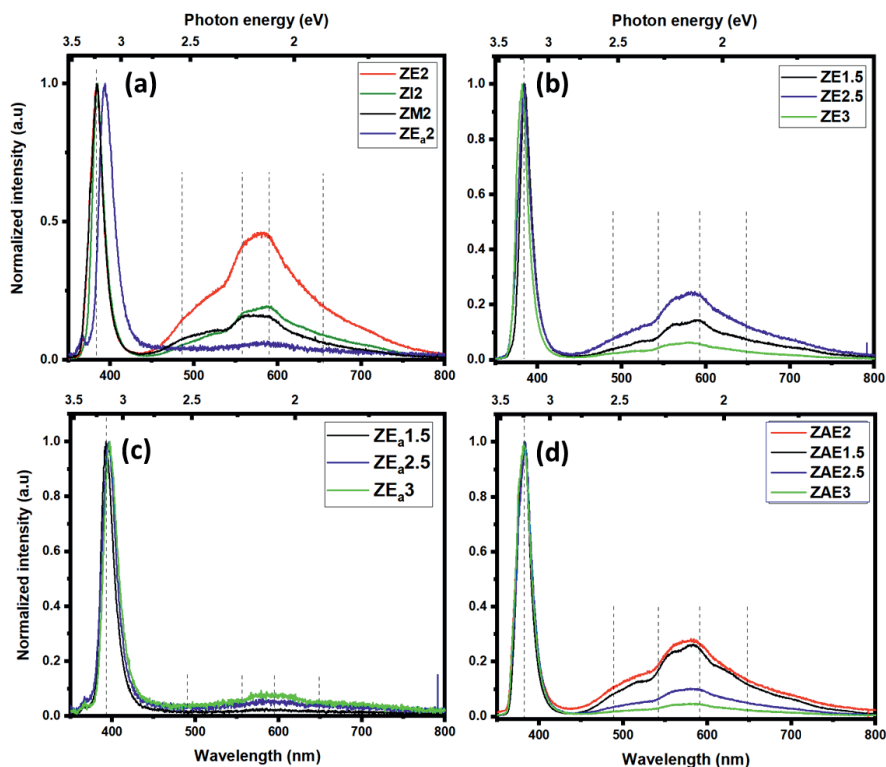 Photon energy (eV)
3.5 3 2.5 2
(a)
ZE2
ZI2
ZM2
ZEa2
Normalized intensity (a.u)
1.0
0.5
0.0
400 500 600 700 800
Photon energy (eV)
3.5 3 2.5 2
(b)
ZE1.5
ZE2.5
ZE3
1.0
0.8
0.6
0.4
0.2
0.0
400 500 600 700 800
3.5 3 2.5 2
(c)
ZEa1.5
ZEa2.5
ZEa3
Normalized intensity (a.u)
1.0
0.8
0.6
0.4
0.2
0.0
400 500 600 700 800
Wavelength (nm)
3.5 3 2.5 2
(d)
ZAE2
ZAE1.5
ZAE2.5
ZAE3
1.0
0.8
0.6
0.4
0.2
0.0
400 500 600 700 800
Wavelength (nm)